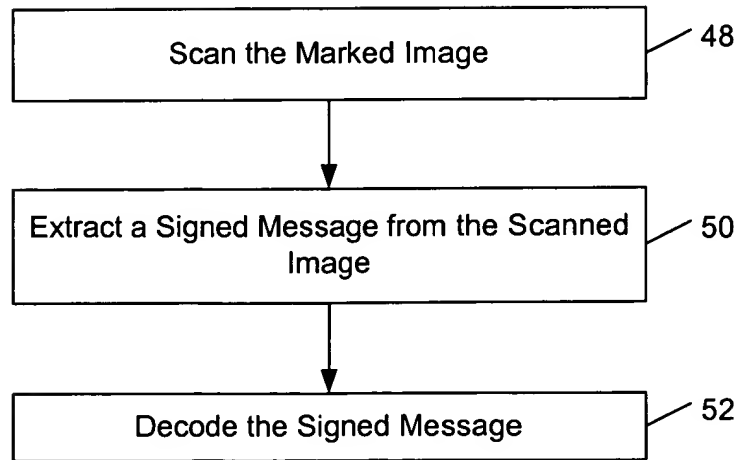 Scan the Marked Image
48
Extract a Signed Message from the Scanned
Image
50
Decode the Signed Message
52